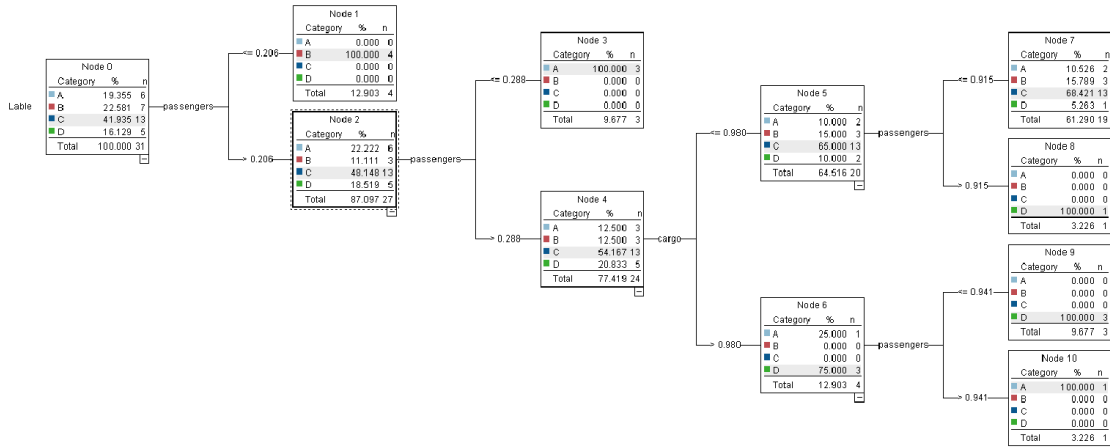 Lable
Node 0
Category % n
A 19.355 6
B 22.581 7
C 41.935 13
D 16.129 5
Total 100.000 31
passengers
<= 0.206
Node 1
Category % n
A 0.000 0
B 100.000 4
C 0.000 0
D 0.000 0
Total 12.903 4
> 0.206
Node 2
Category % n
A 22.222 6
B 11.111 3
C 48.148 13
D 18.519 5
Total 87.097 27
passengers
<= 0.288
Node 3
Category % n
A 100.000 3
B 0.000 0
C 0.000 0
D 0.000 0
Total 9.677 3
> 0.288
Node 4
Category % n
A 12.500 3
B 12.500 3
C 54.167 13
D 20.833 5
Total 77.419 24
cargo
<= 0.980
Node 5
Category % n
A 10.000 2
B 15.000 3
C 65.000 13
D 10.000 2
Total 64.516 20
passengers
<= 0.915
Node 7
Category % n
A 10.526 2
B 15.789 3
C 68.421 13
D 5.263 1
Total 61.290 19
> 0.915
Node 8
Category % n
A 0.000 0
B 0.000 0
C 0.000 0
D 100.000 1
Total 3.226 1
> 0.980
Node 6
Category % n
A 25.000 1
B 0.000 0
C 0.000 0
D 75.000 3
Total 12.903 4
passengers
<= 0.941
Node 9
Category % n
A 0.000 0
B 0.000 0
C 0.000 0
D 100.000 3
Total 9.677 3
> 0.941
Node 10
Category % n
A 100.000 1
B 0.000 0
C 0.000 0
D 0.000 0
Total 3.226 1